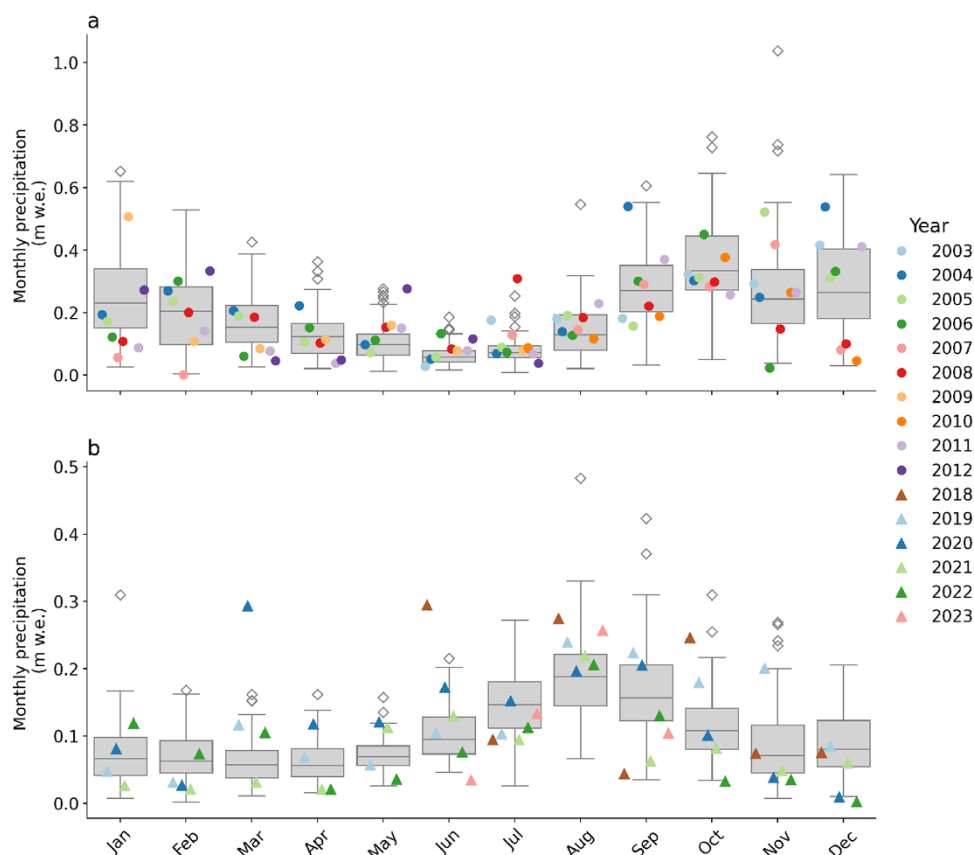 a
Monthly precipitation
(m w.e.)
1.0
0.8
0.6
0.4
0.2
0.0
b
Monthly precipitation
(m w.e.)
0.5
0.4
0.3
0.2
0.1
0.0
Jan
Feb
Mar
Apr
May
Jun
Jul
Aug
Sep
Oct
Nov
Dec
Year
2003
2004
2005
2006
2007
2008
2009
2010
2011
2012
2018
2019
2020
2021
2022
2023